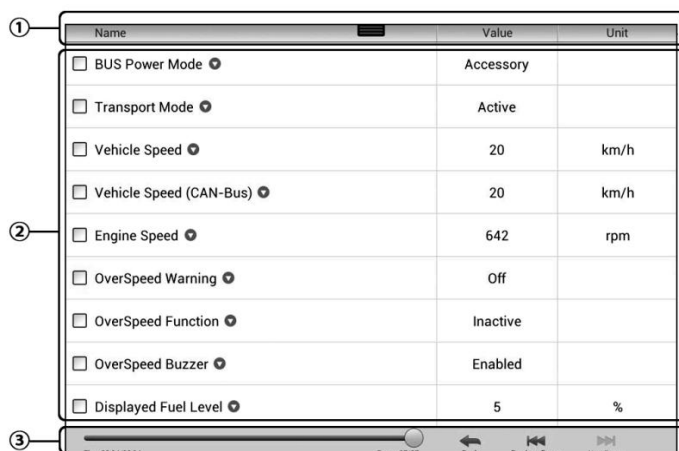 ①
Name Value Unit
②
BUS Power Mode Accessory
Transport Mode Active
Vehicle Speed 20 km/h
Vehicle Speed (CAN-Bus) 20 km/h
Engine Speed 642 rpm
OverSpeed Warning Off
OverSpeed Function Inactive
OverSpeed Buzzer Enabled
Displayed Fuel Level 5 %
③